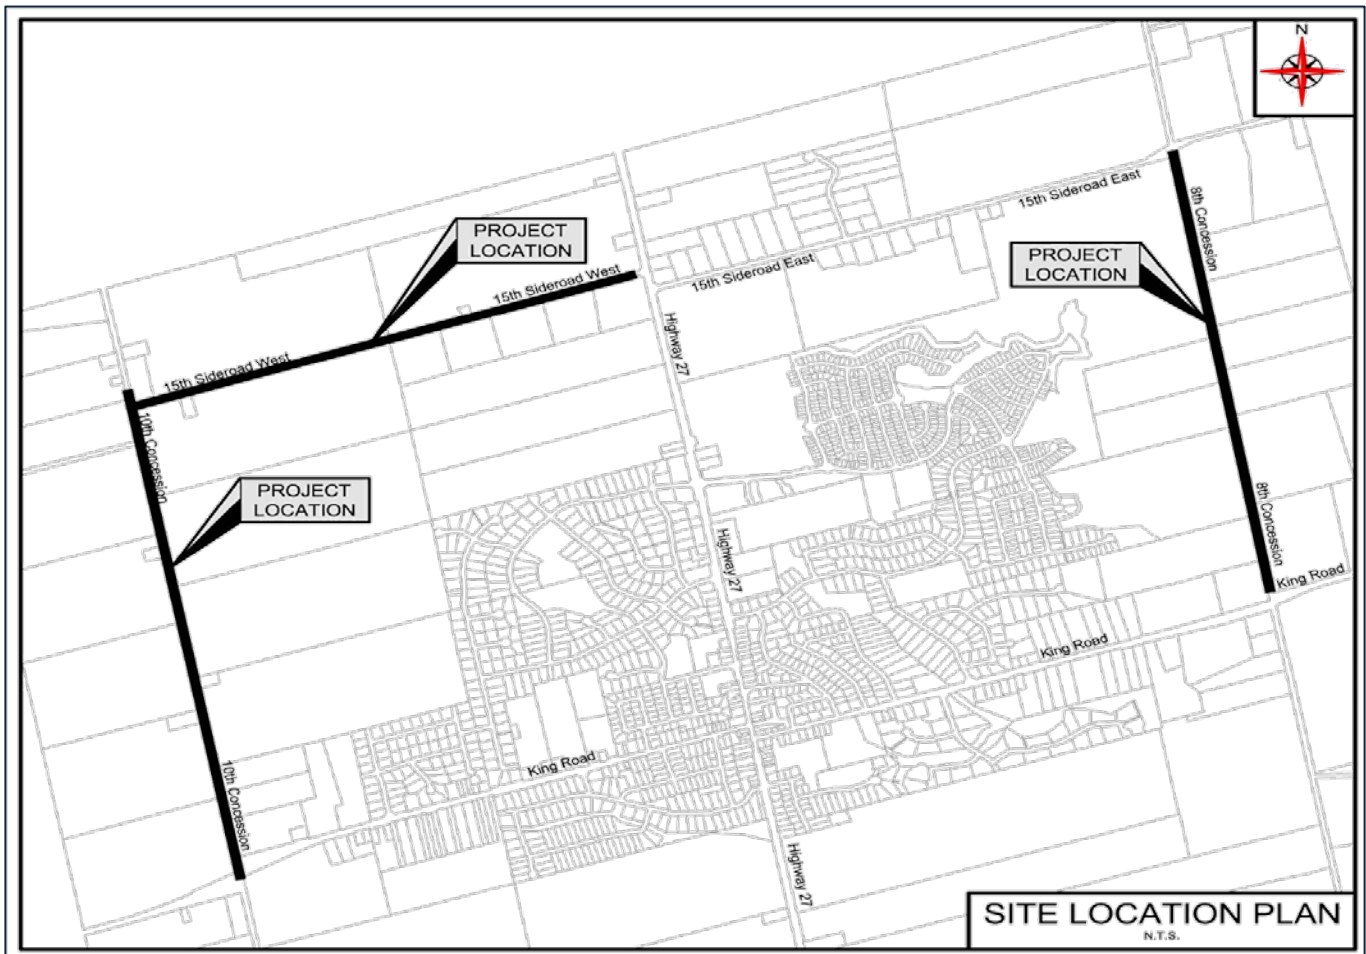 N
15th Sideroad East
8th Concession
PROJECT
LOCATION
PROJECT
LOCATION
15th Sideroad East
15th Sideroad West
Highway 27
15th Sideroad West
10th Concession
PROJECT
LOCATION
8th Concession
Highway 27
King Road
King Road
King Road
10th Concession
Highway 27
SITE LOCATION PLAN
N.T.S.